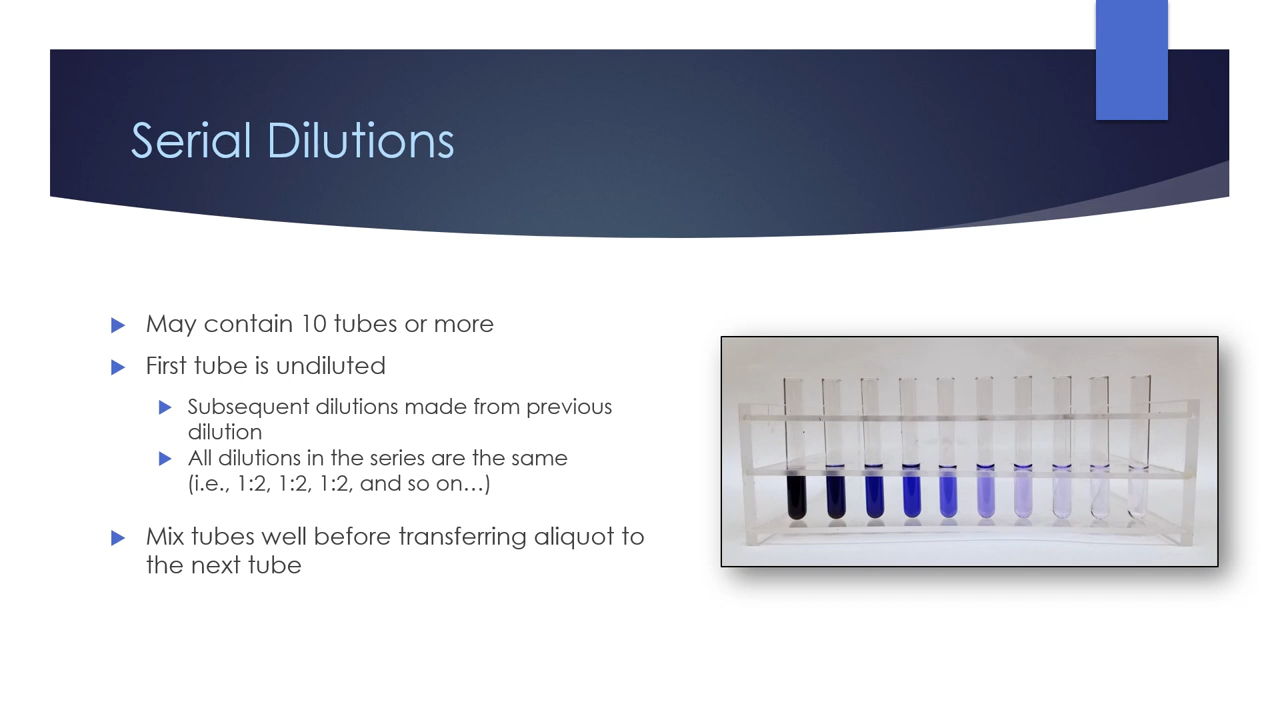 Serial Dilutions
May contain 10 tubes or more
First tube is undiluted
Subsequent dilutions made from previous
dilution
All dilutions in the series are the same
(i.e., 1:2, 1:2, 1:2, and so on…)
Mix tubes well before transferring aliquot to
the next tube